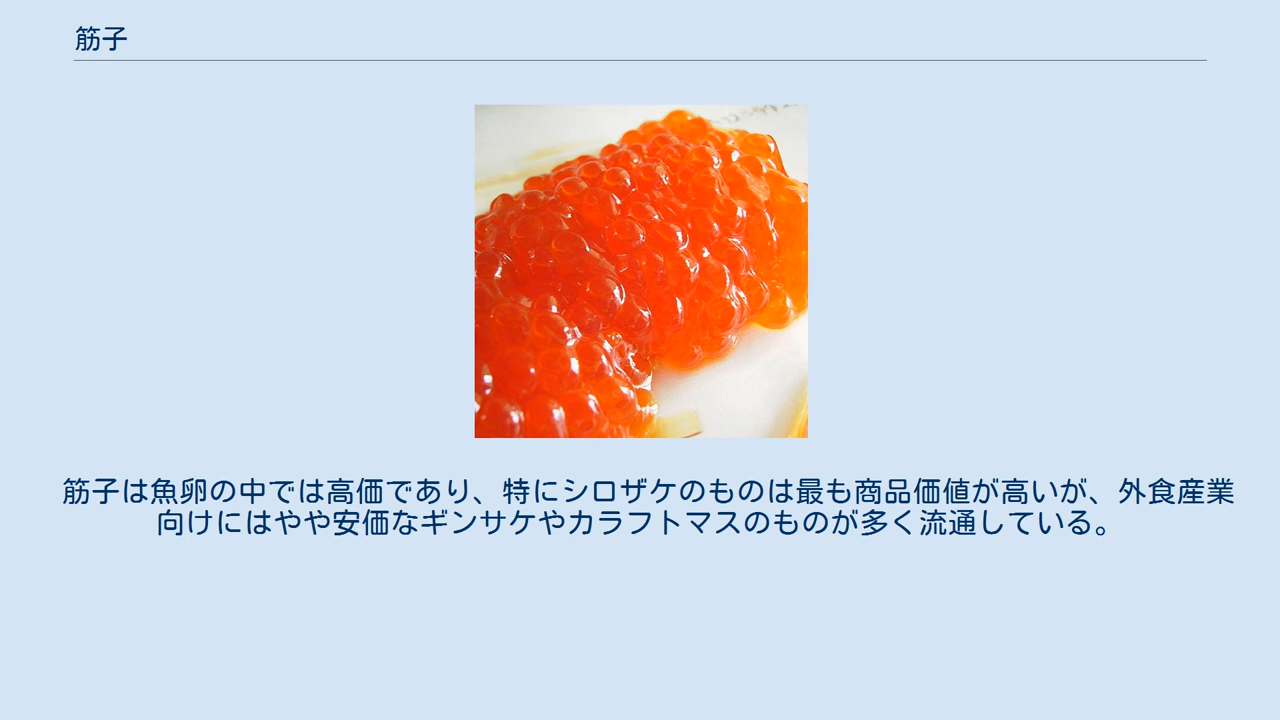 筋子
筋子は魚卵の中では高価であり、特にシロザケのものは最も商品価値が高いが、外食産業
向けにはやや安価なギンサケやカラフトマスのものが多く流通している。